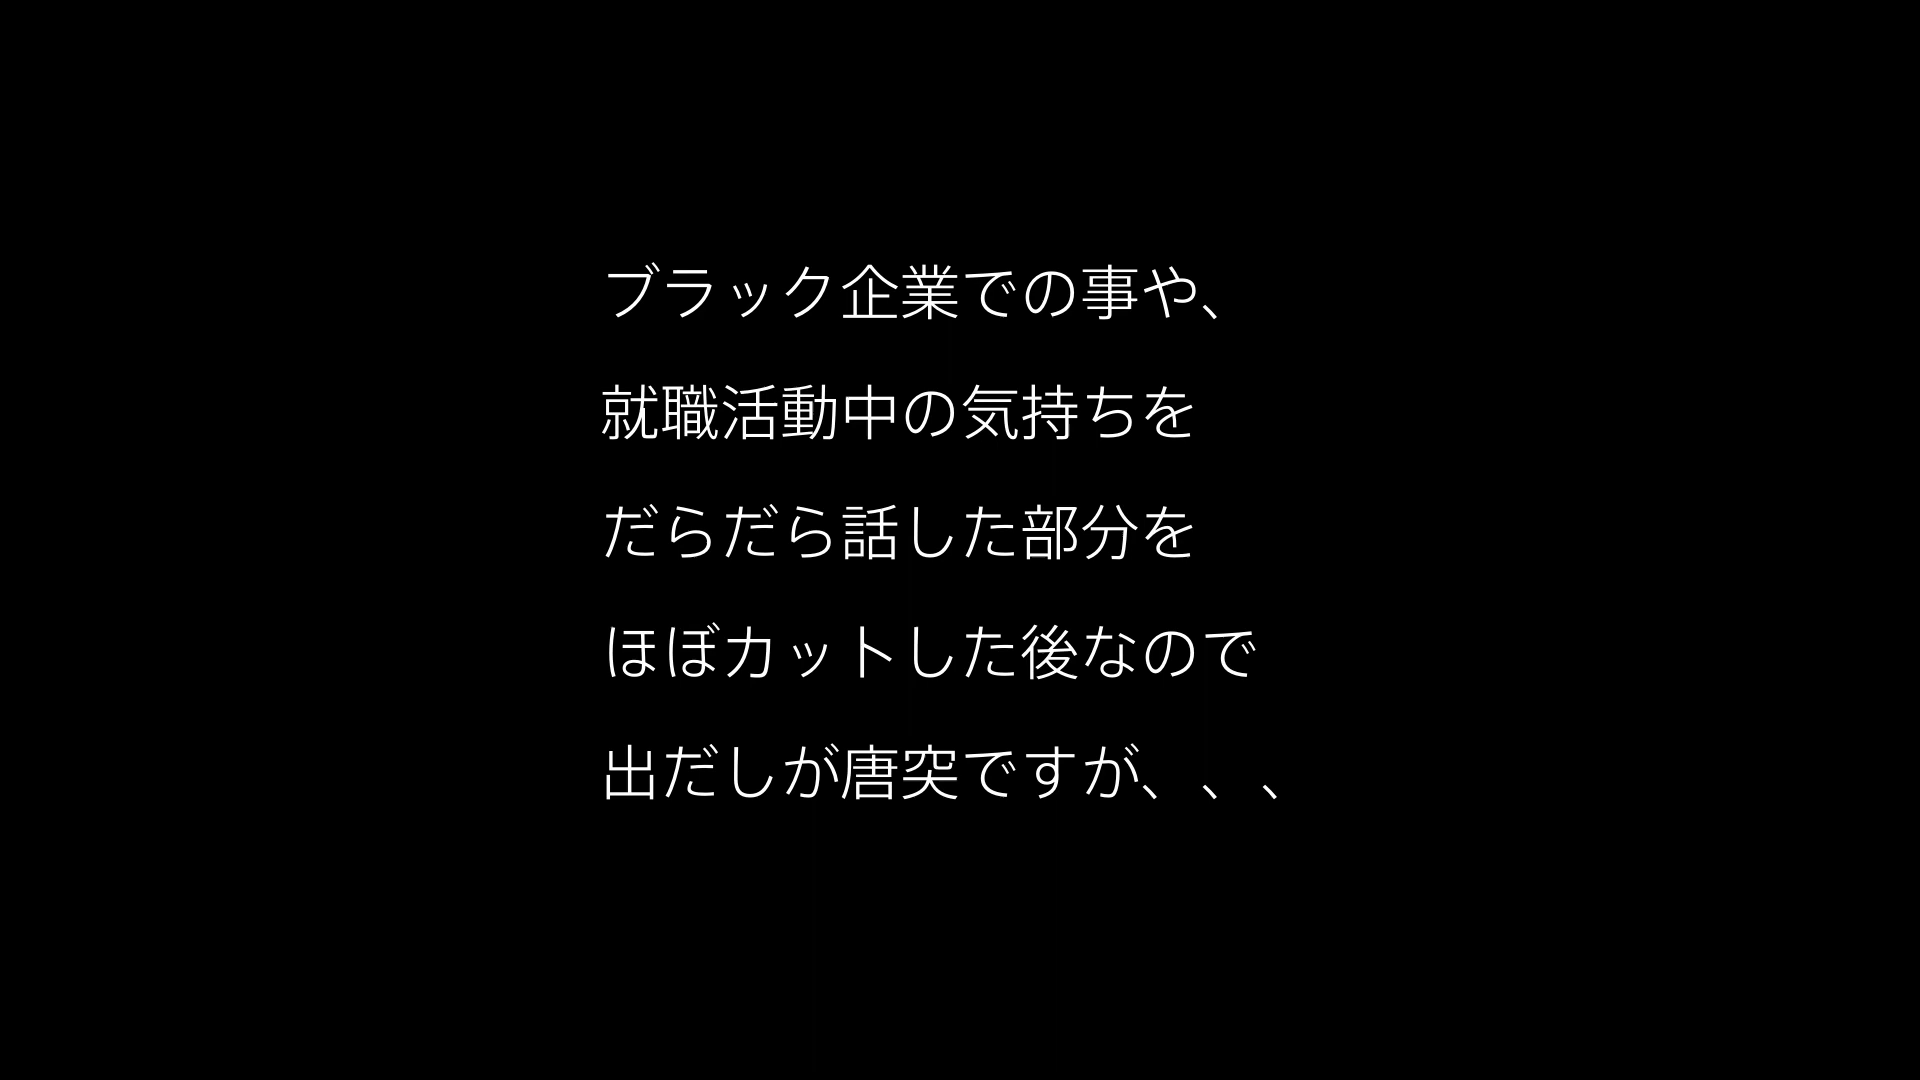 ブラック企業での事や、
就職活動中の気持ちを
だらだら話した部分を
ほぼカットした後なので
出だしが唐突ですが、、、